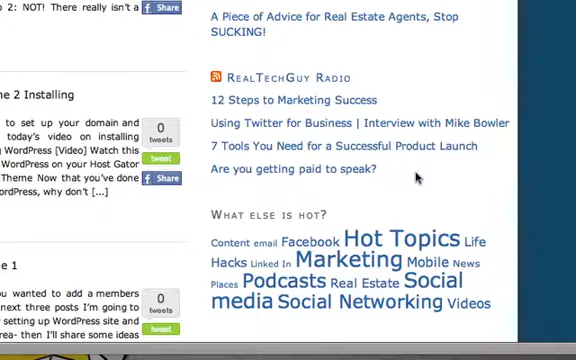 o 2: NOT! There really isn't a
Share
A Piece of Advice for Real Estate Agents, Stop
SUCKING!
RealTechGuy Radio
12 Steps to Marketing Success
Using Twitter for Business | Interview with Mike Bowler
7 Tools You Need for a Successful Product Launch
Are you getting paid to speak?
e 2 Installing
to set up your domain and
today's video on installing
WordPress [Video] Watch this
WordPress on your Host Gator
Theme Now that you've done
ordPress, why don't [...]
0
tweets
tweet
Share
What else is hot?
Content email Facebook Hot Topics Life
Hacks Linked In Marketing Mobile News
Places Podcasts Real Estate Social
media Social Networking Videos
e 1
u wanted to add a members
next three posts I'm going to
setting up WordPress site and
rea- then I'll share some ideas
0
tweets
tweet